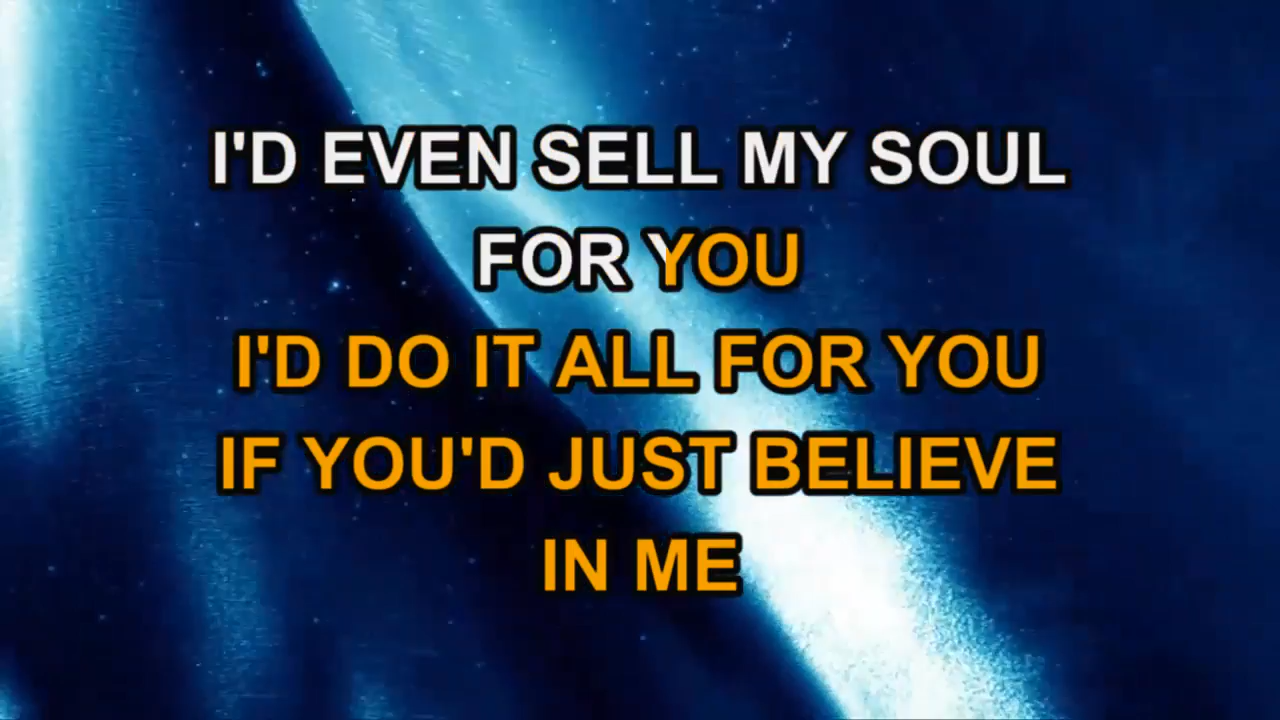 I'D EVEN SELL MY SOUL
FOR YOU
I'D DO IT ALL FOR YOU
IF YOU'D JUST BELIEVE
IN ME